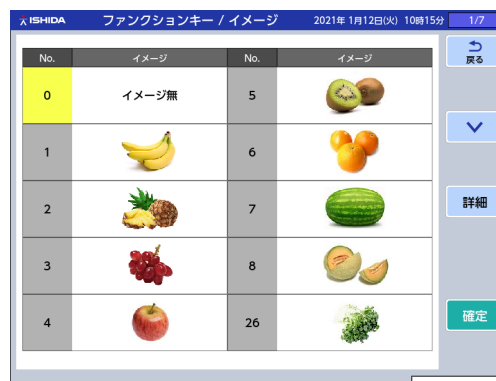 ISHIDA ファンクションキー / イメージ 2021年 1月12日(火) 10時15分 1/7
戻る
No. イメージ No. イメージ
0 イメージ無 5
1 6
2 7
詳細
3 8
4 26
確定